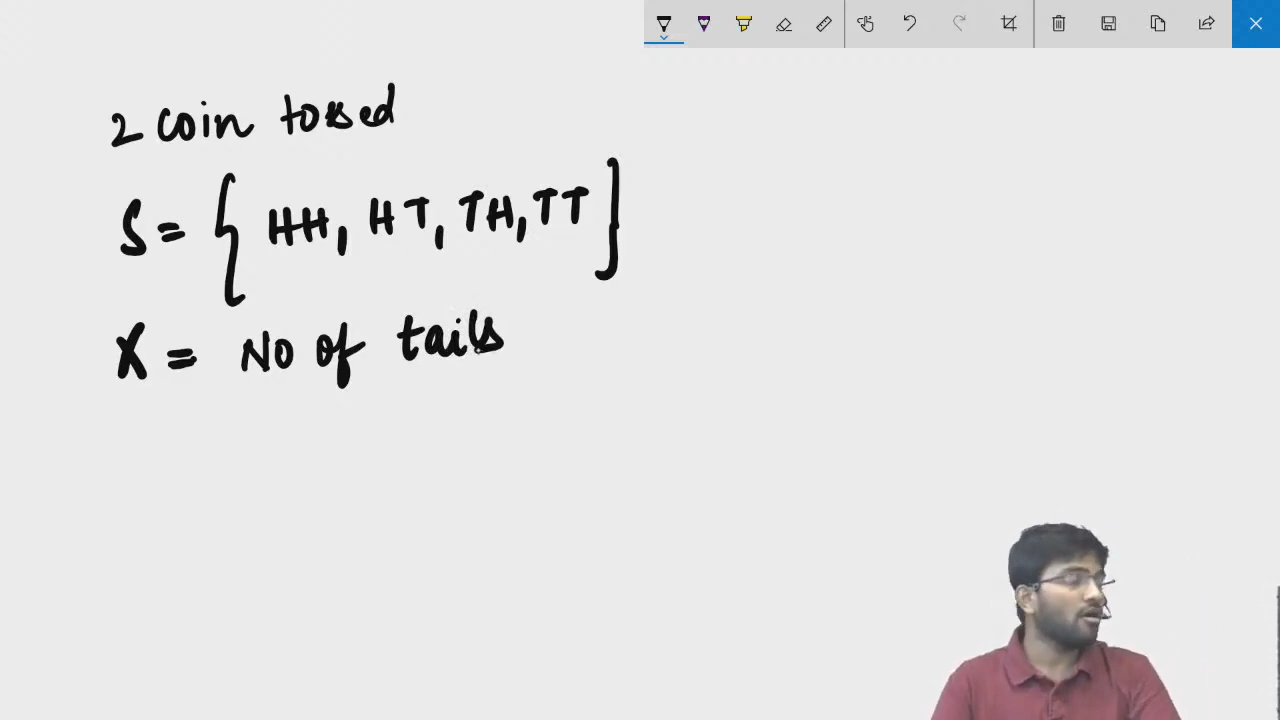 2 coin tossed
S = { HH, HT, TH, TT }
X = No of tails